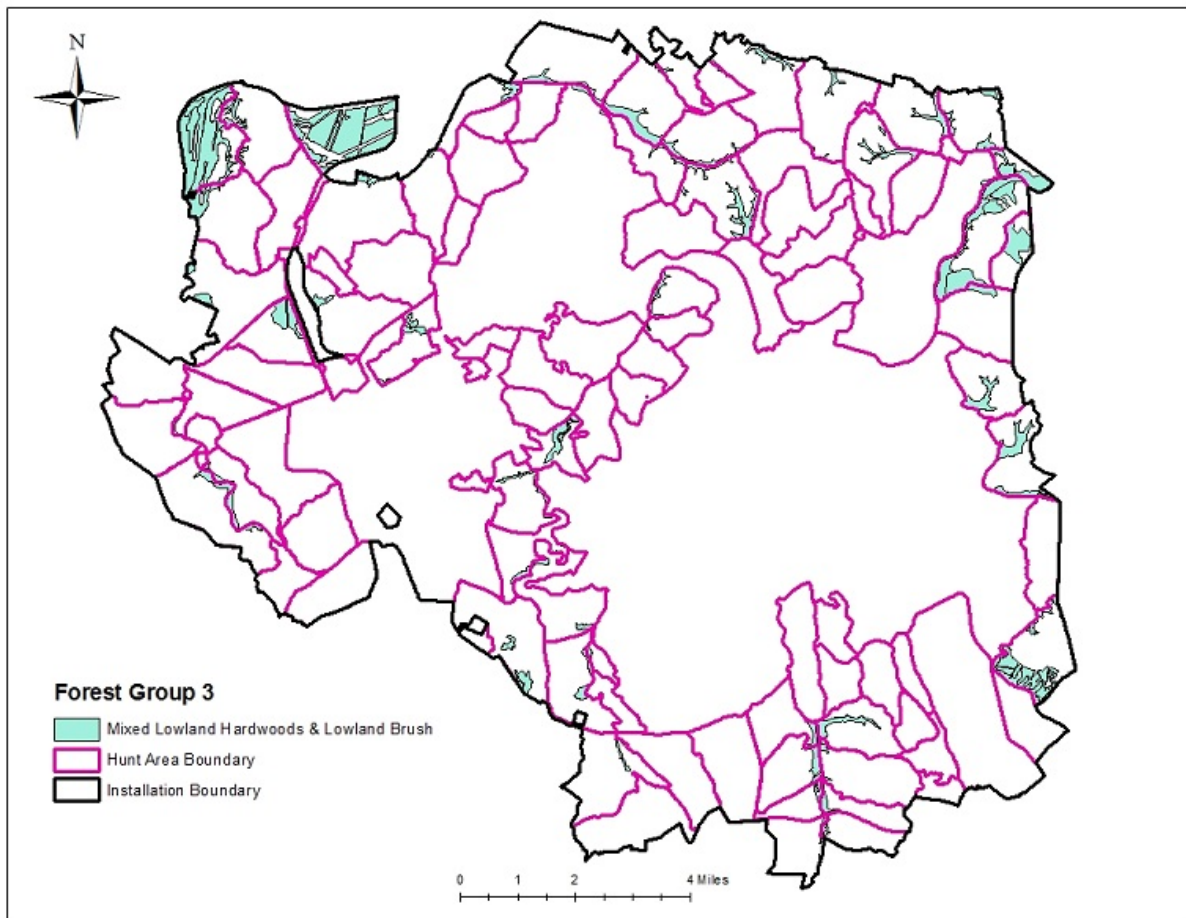 N
Forest Group 3
Mixed Lowland Hardwoods & Lowland Brush
Hunt Area Boundary
Installation Boundary
0 1 2 4 Miles